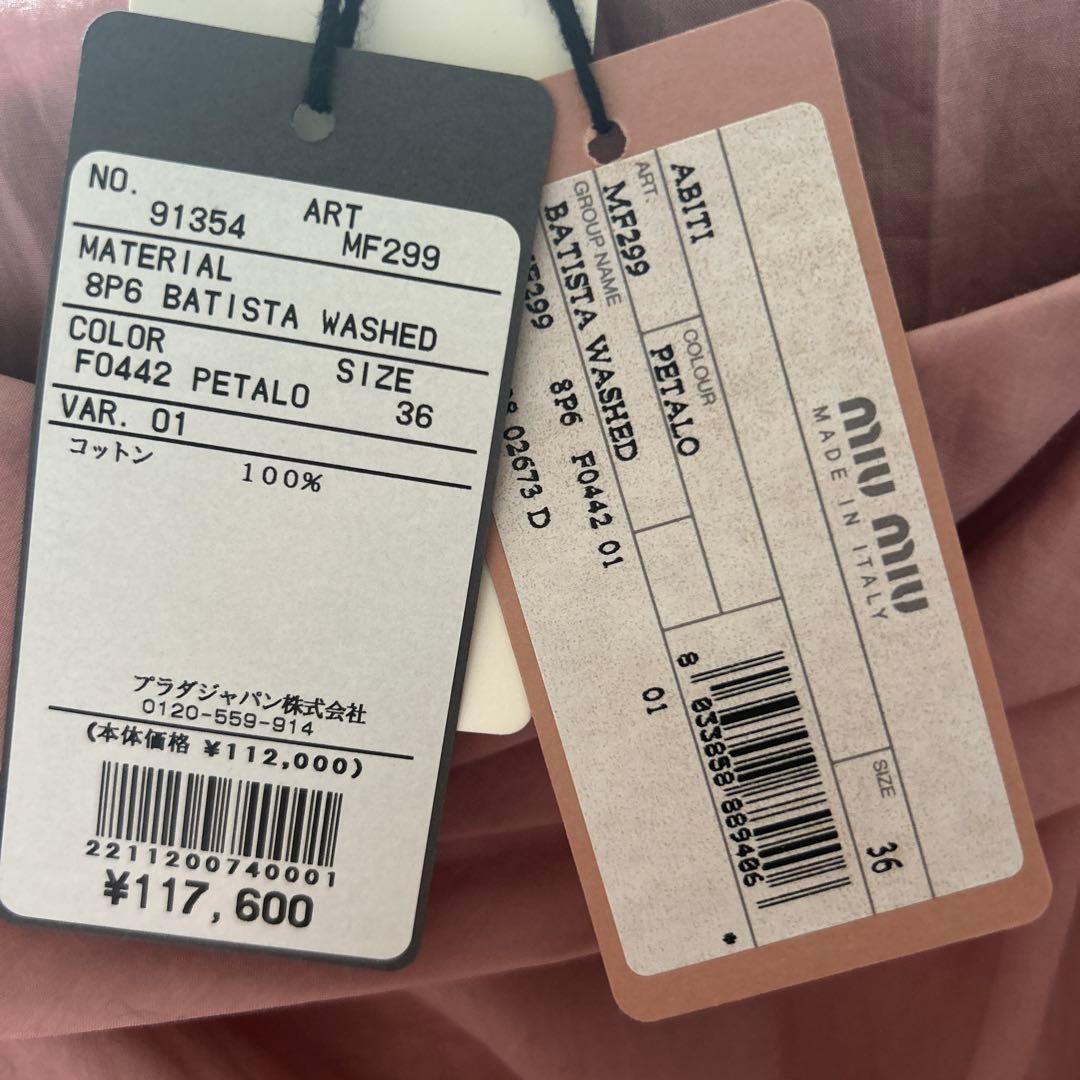 NO. ART
91354 MF299
MATERIAL
8P6 BATISTA WASHED
COLOR SIZE
F0442 PETALO 36
VAR. 01
コットン 100%
プラダジャパン株式会社
0120-559-914
(本体価格 ¥112,000)
2211200740001
¥117,600
miu miu
MADE IN ITALY
SIZE
36
ABITI
ART.
MF299
COLOUR
PETALO
GROUP NAME
BATISTA WASHED
8P6 F0442 01
02673 D
01
8 033858 889406
*